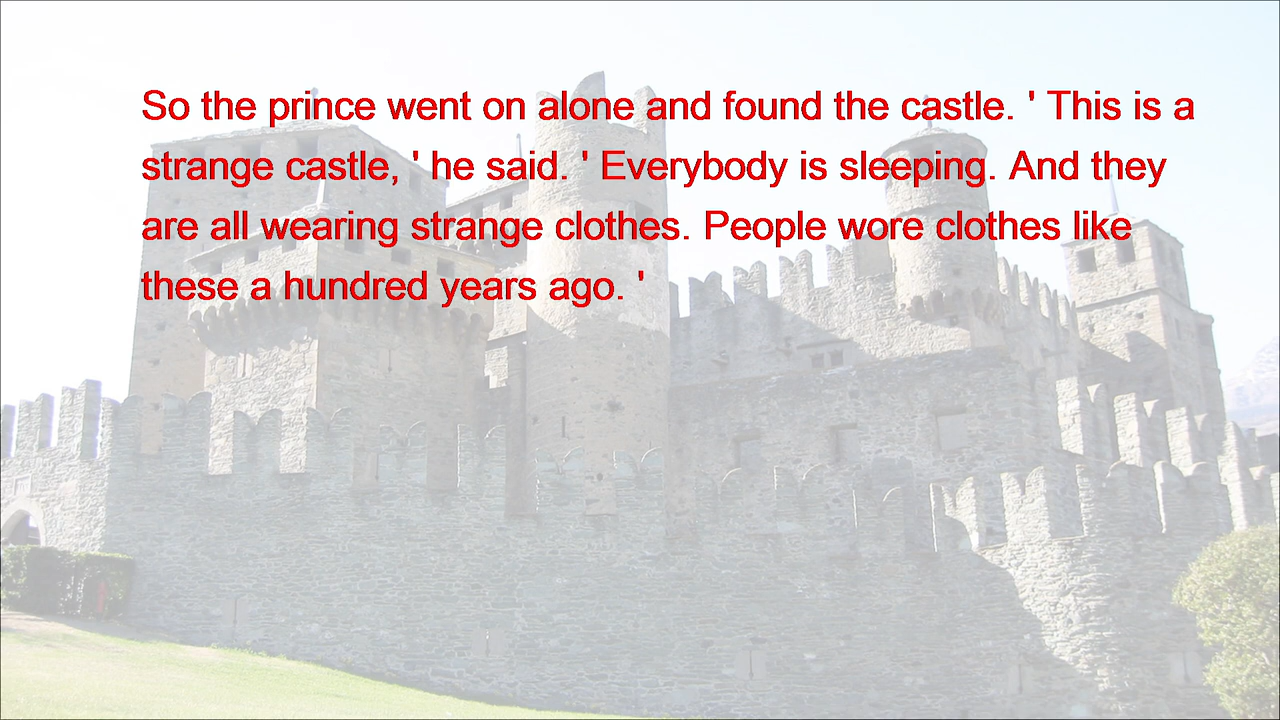 So the prince went on alone and found the castle. ' This is a
strange castle, ' he said. ' Everybody is sleeping. And they
are all wearing strange clothes. People wore clothes like
these a hundred years ago. '